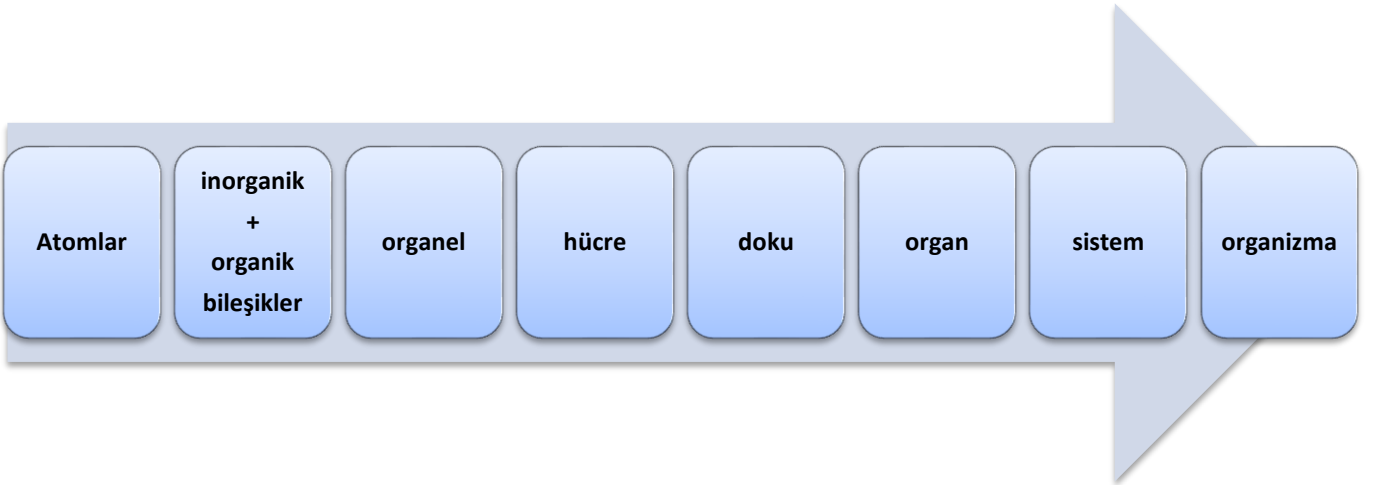 Atomlar
inorganik
+
organik
bileşikler
organel
hücre
doku
organ
sistem
organizma